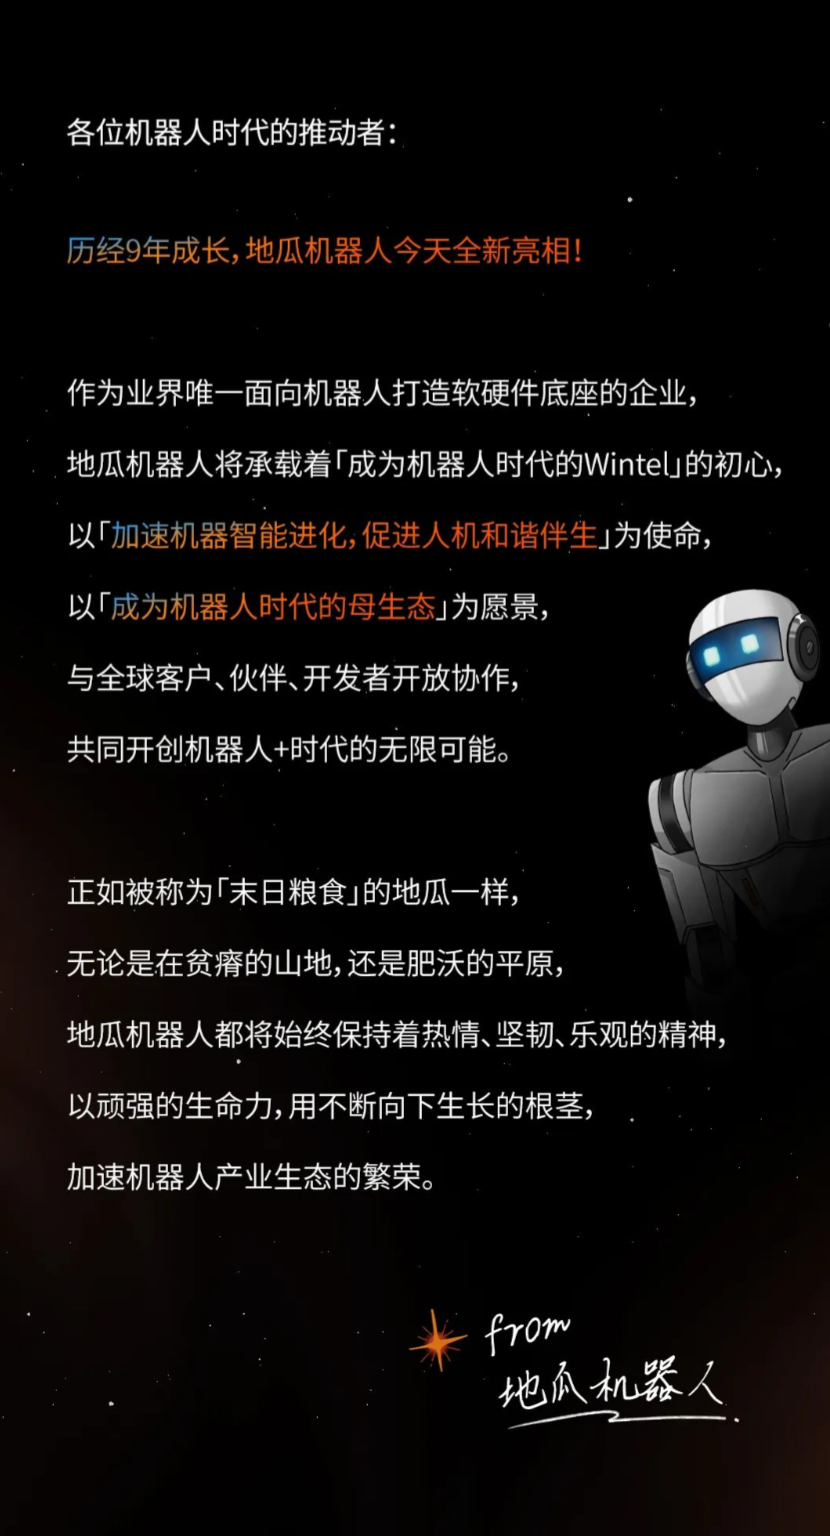 各位机器人时代的推动者：
历经9年成长，地瓜机器人今天全新亮相！
作为业界唯一面向机器人打造软硬件底座的企业，
地瓜机器人将承载着「成为机器人时代的Wintel」的初心，
以「加速机器智能进化，促进人机和谐伴生」为使命，
以「成为机器人时代的母生态」为愿景，
与全球客户、伙伴、开发者开放协作，
共同开创机器人+时代的无限可能。
正如被称为「末日粮食」的地瓜一样，
无论是在贫瘠的山地，还是肥沃的平原，
地瓜机器人都将始终保持着热情、坚韧、乐观的精神，
以顽强的生命力，用不断向下生长的根茎，
加速机器人产业生态的繁荣。
from
地瓜机器人